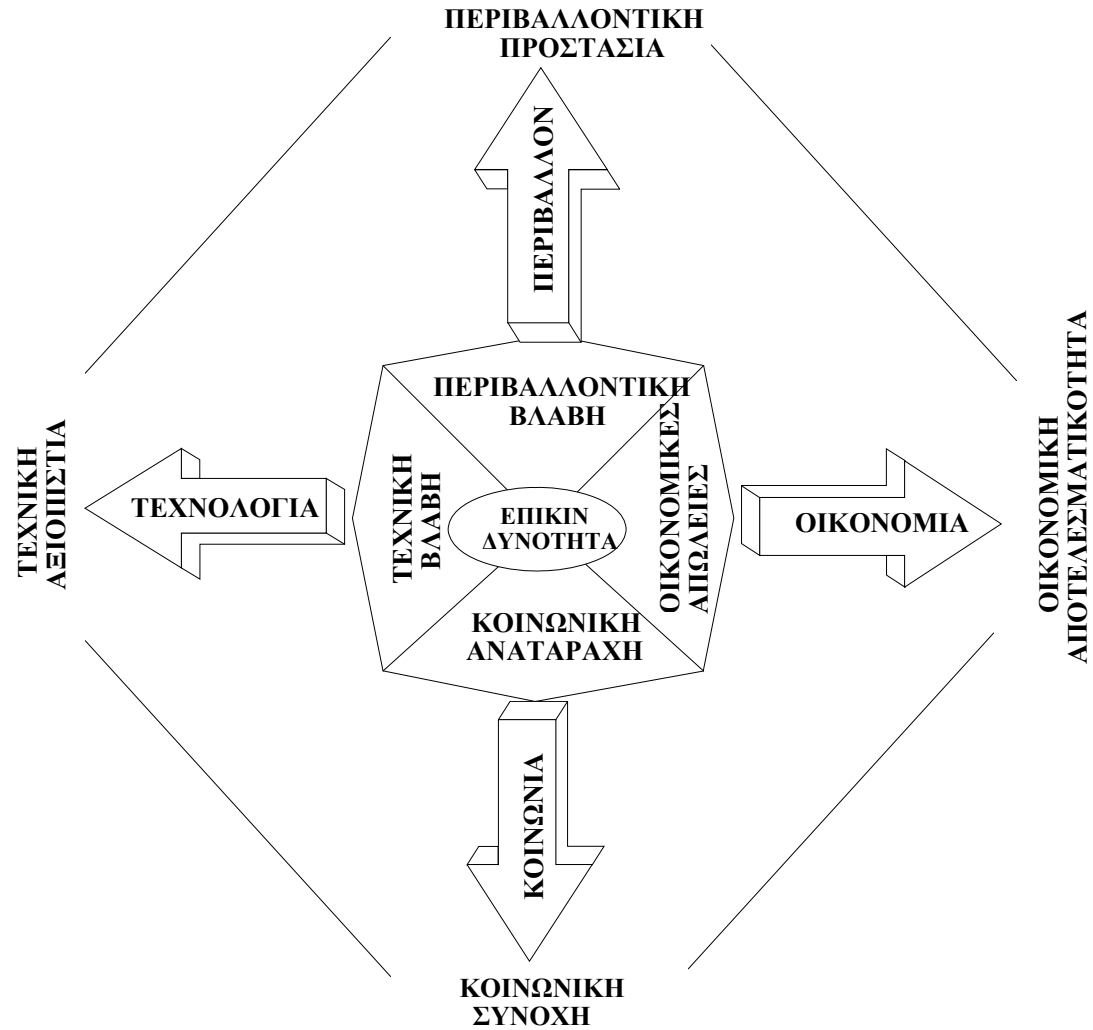 ΠΕΡΙΒΑΛΛΟΝΤΙΚΗ
ΠΡΟΣΤΑΣΙΑ
ΠΕΡΙΒΑΛΛΟΝ
ΠΕΡΙΒΑΛΛΟΝΤΙΚΗ
ΒΛΑΒΗ
ΤΕΧΝΙΚΗ
ΑΞΙΟΠΙΣΤΙΑ
ΤΕΧΝΟΛΟΓΙΑ
ΤΕΧΝΙΚΗ
ΒΛΑΒΗ
ΕΠΙΚΙΝ
ΔΥΝΟΤΗΤΑ
ΟΙΚΟΝΟΜΙΚΕΣ
ΑΠΩΛΕΙΕΣ
ΟΙΚΟΝΟΜΙΑ
ΟΙΚΟΝΟΜΙΚΗ
ΑΠΟΤΕΛΕΣΜΑΤΙΚΟΤΗΤΑ
ΚΟΙΝΩΝΙΚΗ
ΑΝΑΤΑΡΑΧΗ
ΚΟΙΝΩΝΙΑ
ΚΟΙΝΩΝΙΚΗ
ΣΥΝΟΧΗ